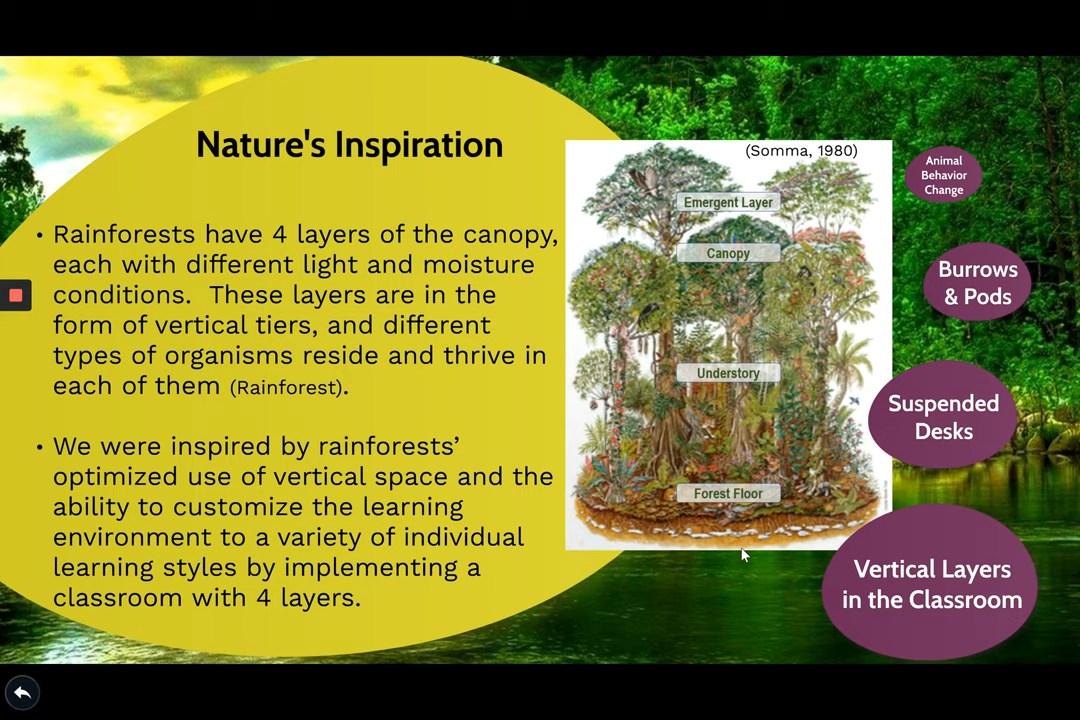 Nature's Inspiration
• Rainforests have 4 layers of the canopy,
each with different light and moisture
conditions.  These layers are in the
form of vertical tiers, and different
types of organisms reside and thrive in
each of them (Rainforest).
• We were inspired by rainforests’
optimized use of vertical space and the
ability to customize the learning
environment to a variety of individual
learning styles by implementing a
classroom with 4 layers.
(Somma, 1980)
Emergent Layer
Canopy
Understory
Forest Floor
Animal
Behavior
Change
Burrows
& Pods
Suspended
Desks
Vertical Layers
in the Classroom